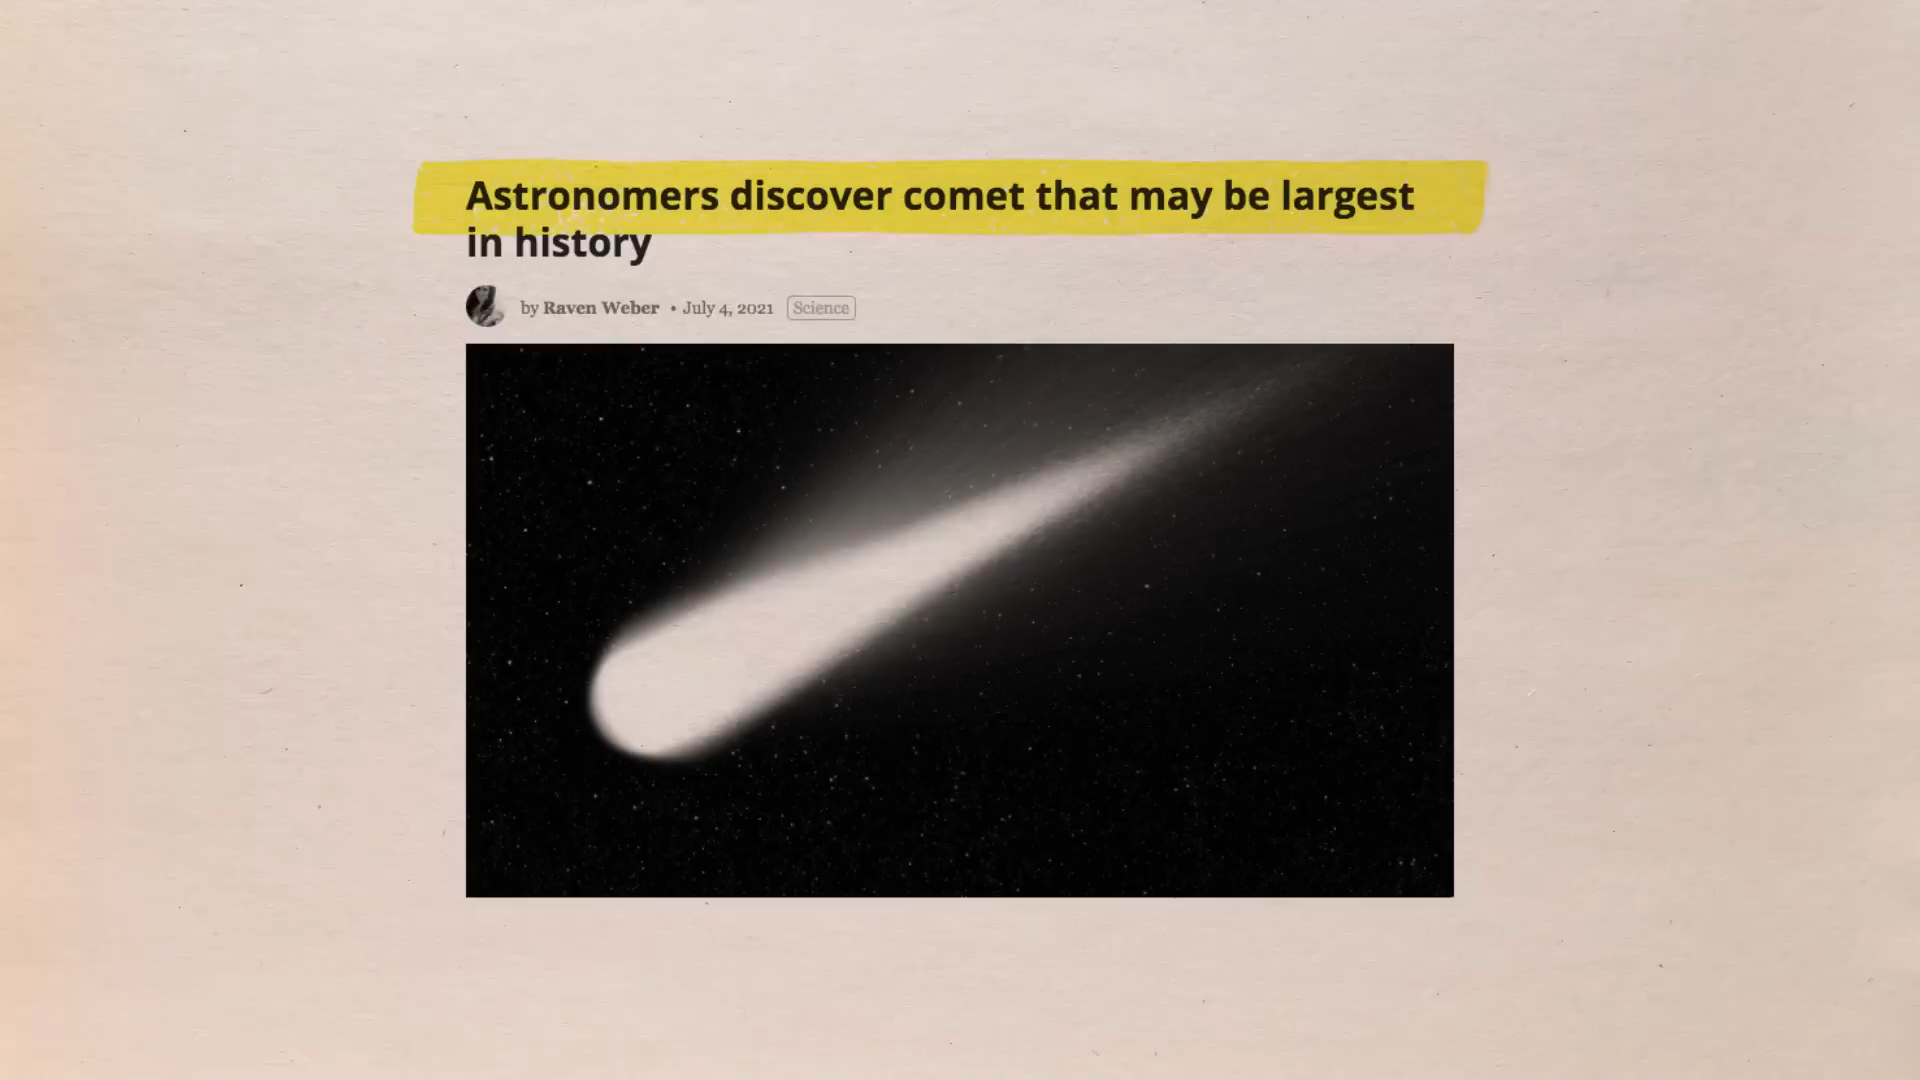 Astronomers discover comet that may be largest
in history
by Raven Weber • July 4, 2021 Science